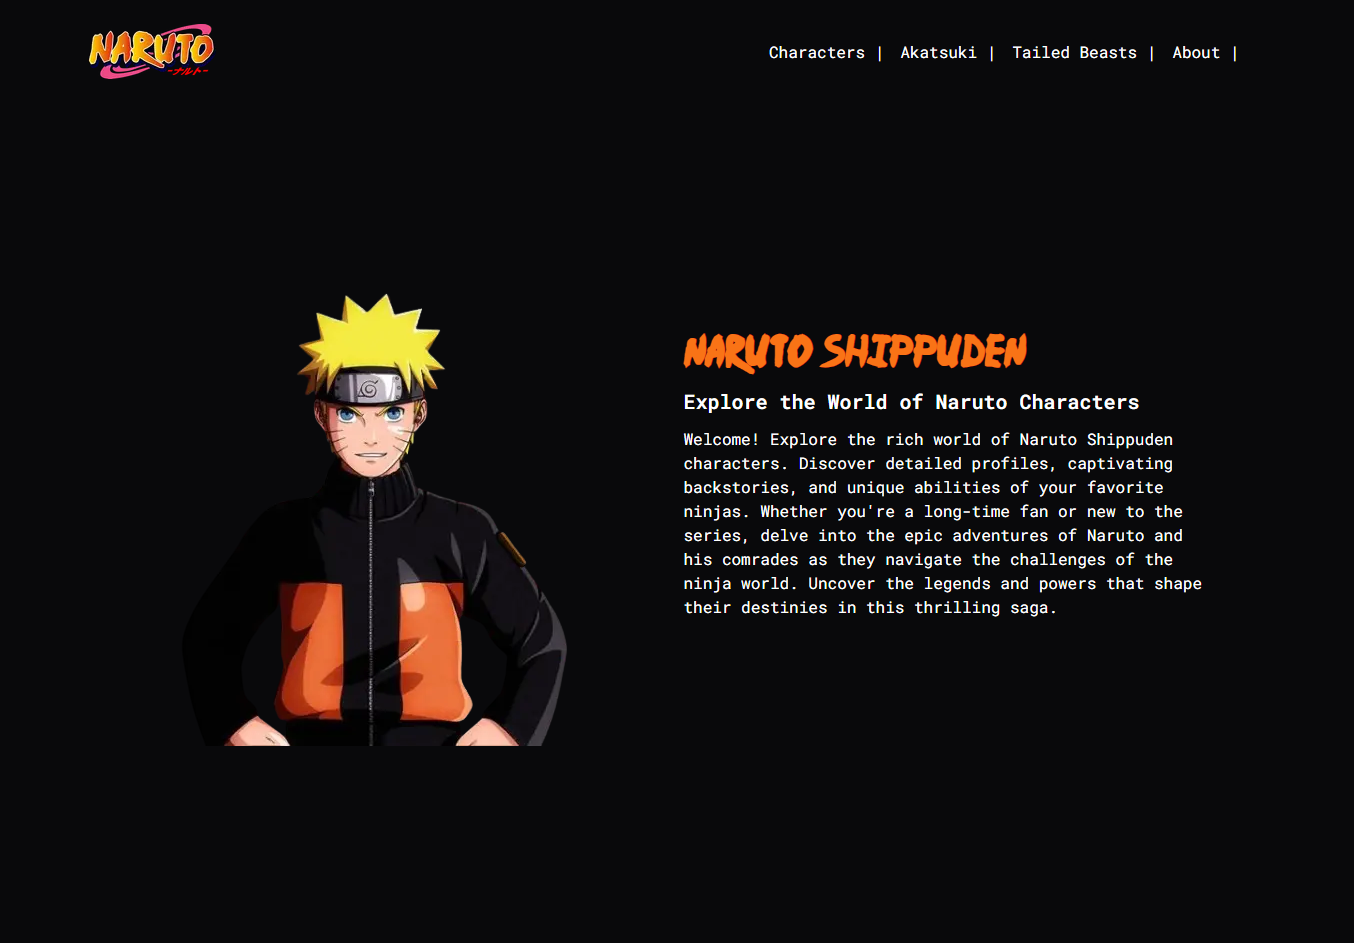 NARUTO
-ナルト-
Characters | Akatsuki | Tailed Beasts | About |
NARUTO SHIPPUDEN
Explore the World of Naruto Characters
Welcome! Explore the rich world of Naruto Shippuden
characters. Discover detailed profiles, captivating
backstories, and unique abilities of your favorite
ninjas. Whether you're a long-time fan or new to the
series, delve into the epic adventures of Naruto and
his comrades as they navigate the challenges of the
ninja world. Uncover the legends and powers that shape
their destinies in this thrilling saga.